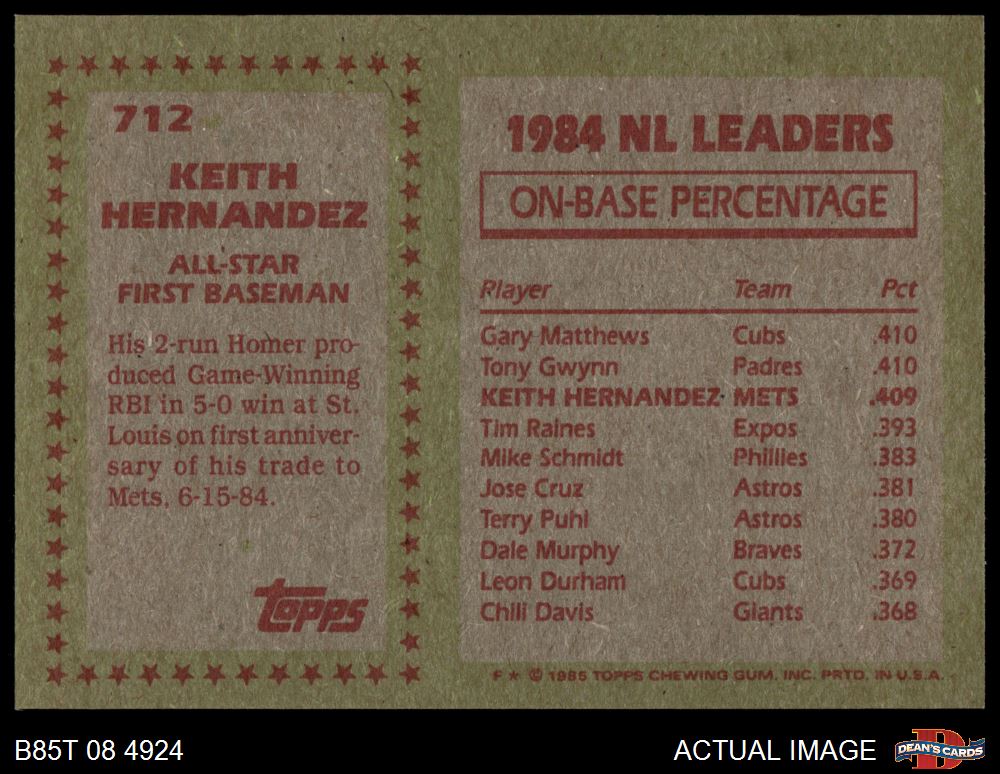 712
KEITH
HERNANDEZ
ALL-STAR
FIRST BASEMAN
His 2-run Homer pro-
duced Game-Winning
RBI in 5-0 win at St.
Louis on first anniver-
sary of his trade to
Mets, 6-15-84.
topps
1984 NL LEADERS
ON-BASE PERCENTAGE
Player Team Pct
Gary Matthews Cubs .410
Tony Gwynn Padres .410
KEITH HERNANDEZ METS .409
Tim Raines Expos .393
Mike Schmidt Phillies .383
Jose Cruz Astros .381
Terry Puhl Astros .380
Dale Murphy Braves .372
Leon Durham Cubs .369
Chili Davis Giants .368
F ★ © 1985 TOPPS CHEWING GUM, INC. PRTD. IN U.S.A.
B85T 08 4924
ACTUAL IMAGE
D
DEAN'S CARDS